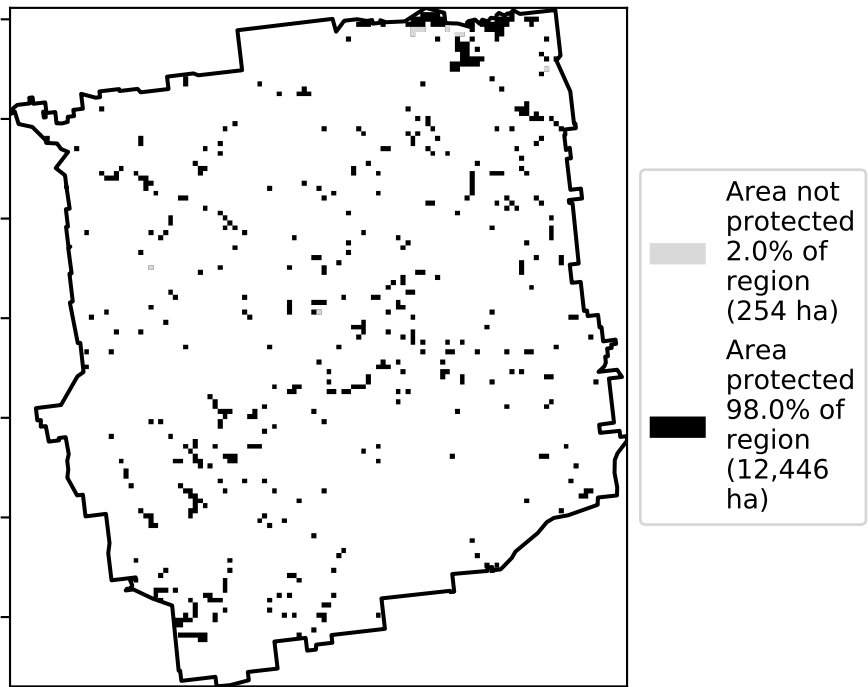 Area not
protected
2.0% of
region
(254 ha)
Area
protected
98.0% of
region
(12,446
ha)